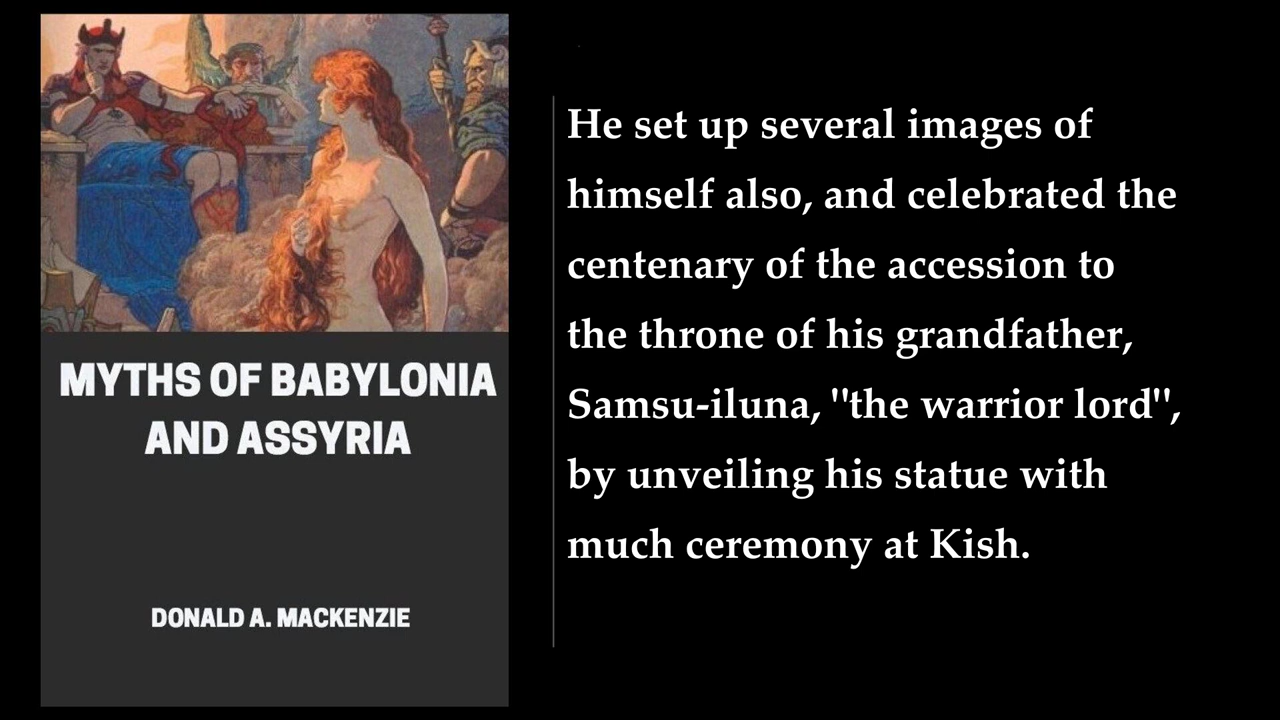 MYTHS OF BABYLONIA
AND ASSYRIA
DONALD A. MACKENZIE
He set up several images of
himself also, and celebrated the
centenary of the accession to
the throne of his grandfather,
Samsu-iluna, "the warrior lord",
by unveiling his statue with
much ceremony at Kish.